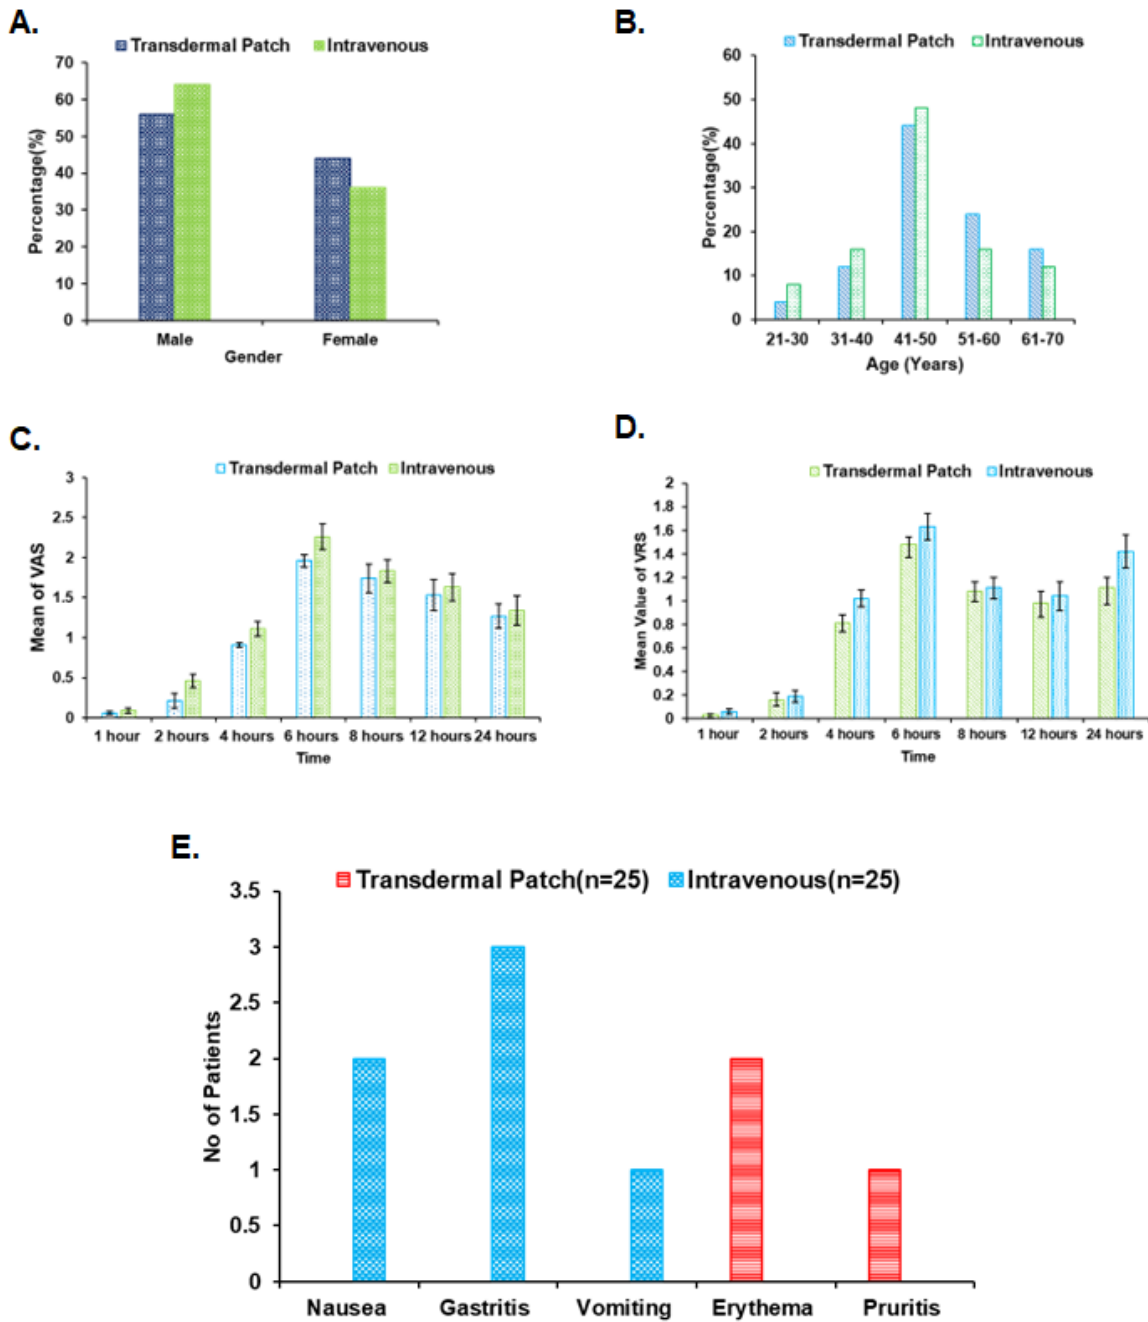 A.
Transdermal Patch Intravenous
70
60
50
40
30
20
10
0
Percentage(%)
Male Female
Gender
B.
Transdermal Patch Intravenous
60
50
40
30
20
10
0
Percentage(%)
21-30 31-40 41-50 51-60 61-70
Age (Years)
C.
Transdermal Patch Intravenous
3
2.5
2
1.5
1
0.5
0
Mean of VAS
1 hour 2 hours 4 hours 6 hours 8 hours 12 hours 24 hours
Time
D.
Transdermal Patch Intravenous
2
1.8
1.6
1.4
1.2
1
0.8
0.6
0.4
0.2
0
Mean Value of VRS
1 hour 2 hours 4 hours 6 hours 8 hours 12 hours 24 hours
Time
E.
Transdermal Patch(n=25) Intravenous(n=25)
3.5
3
2.5
2
1.5
1
0.5
0
No of Patients
Nausea Gastritis Vomiting Erythema Pruritis